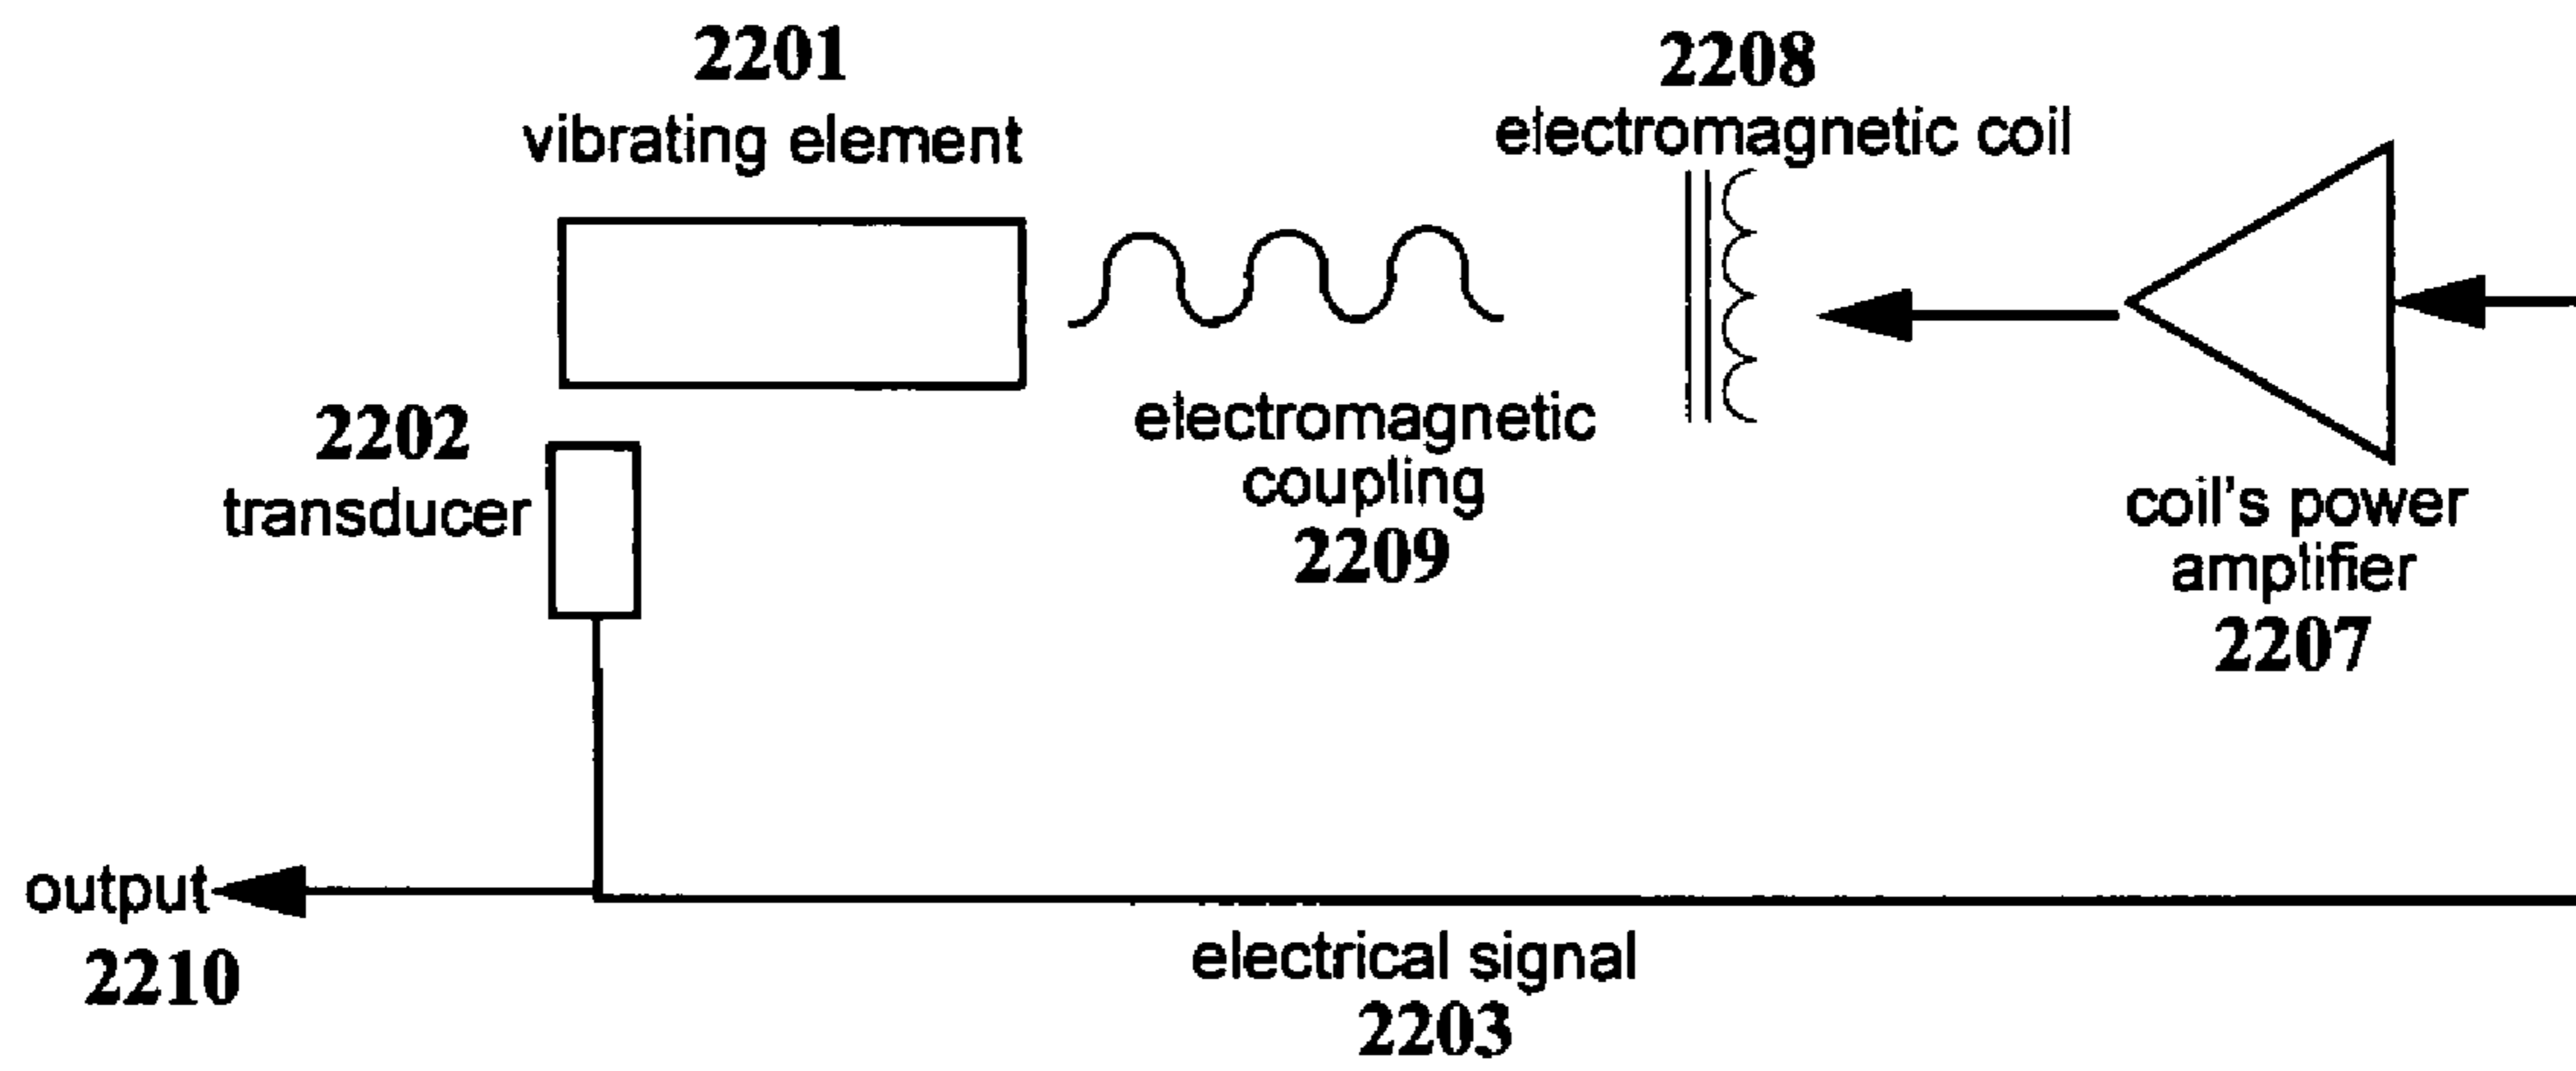 2201
vibrating element
2208
electromagnetic coil
2202
transducer
electromagnetic
coupling
2209
coil's power
amplifier
2207
output
2210
electrical signal
2203